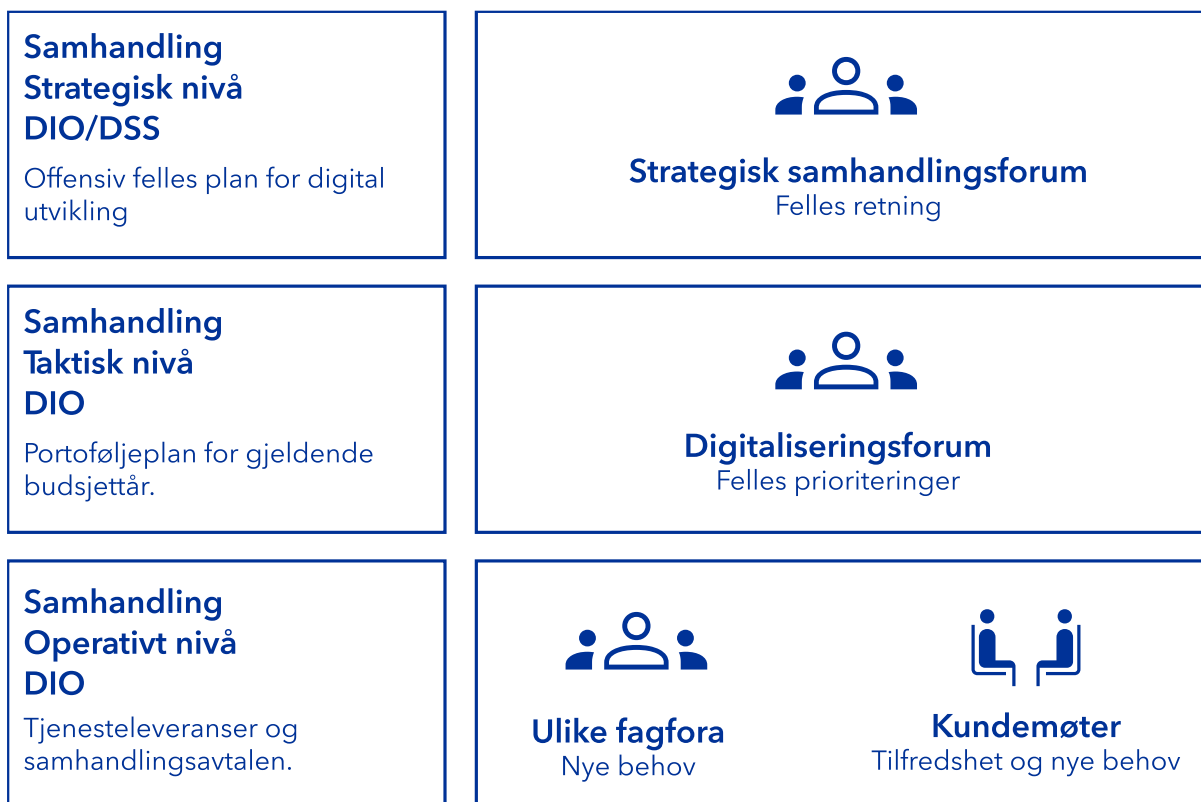 Samhandling
Strategisk nivå
DIO/DSS
Offensiv felles plan for digital
utvikling
Strategisk samhandlingsforum
Felles retning
Samhandling
Taktisk nivå
DIO
Portoføljeplan for gjeldende
budsjettår.
Digitaliseringsforum
Felles prioriteringer
Samhandling
Operativt nivå
DIO
Tjenesteleveranser og
samhandlingsavtalen.
Ulike fagfora
Nye behov
Kundemøter
Tilfredshet og nye behov